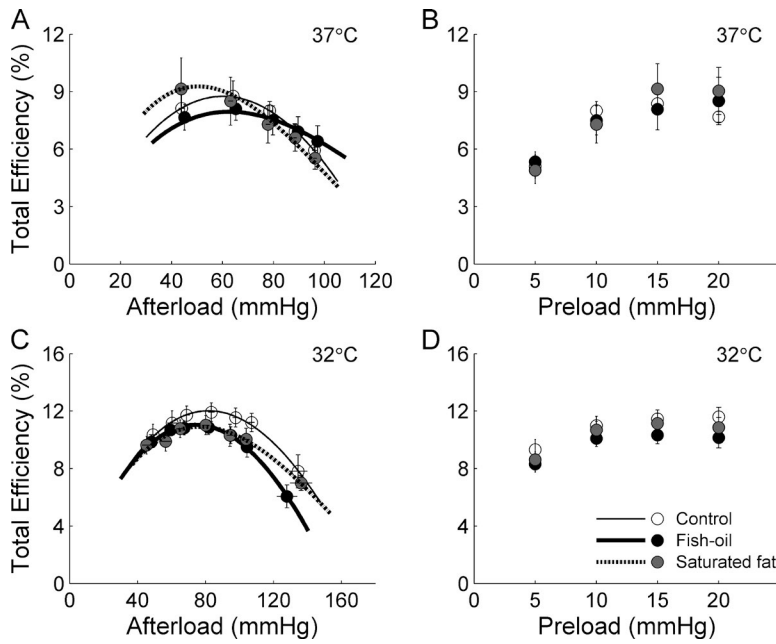 A
37°C
12
9
6
3
0
Total Efficiency (%)
0 20 40 60 80 100 120
Afterload (mmHg)
B
37°C
12
9
6
3
0
0 5 10 15 20
Preload (mmHg)
C
32°C
16
12
8
4
0
Total Efficiency (%)
0 40 80 120 160
Afterload (mmHg)
D
32°C
16
12
8
4
0
Control
Fish-oil
Saturated fat
0 5 10 15 20
Preload (mmHg)